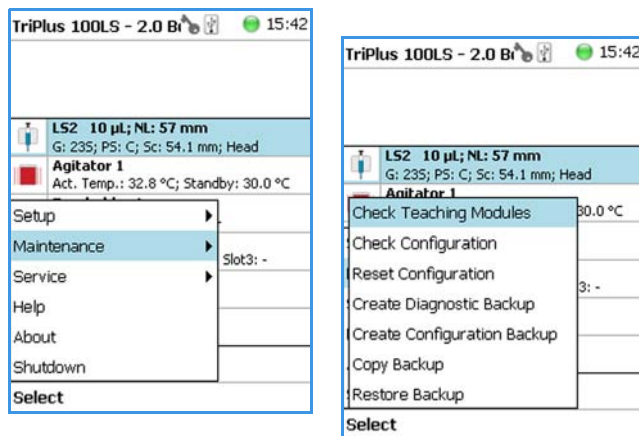 TriPlus 100LS - 2.0 B 15:42
LS2 10 µL; NL: 57 mm
G: 23S; PS: C; Sc: 54.1 mm; Head
Agitator 1
Act. Temp.: 32.8 °C; Standby: 30.0 °C
Setup
Maintenance
Slot3: -
Service
Help
About
Shutdown
Select
TriPlus 100LS - 2.0 B 15:42
LS2 10 µL; NL: 57 mm
G: 23S; PS: C; Sc: 54.1 mm; Head
Agitator 1
Check Teaching Modules
30.0 °C
Check Configuration
Reset Configuration
3: -
Create Diagnostic Backup
Create Configuration Backup
Copy Backup
Restore Backup
Select